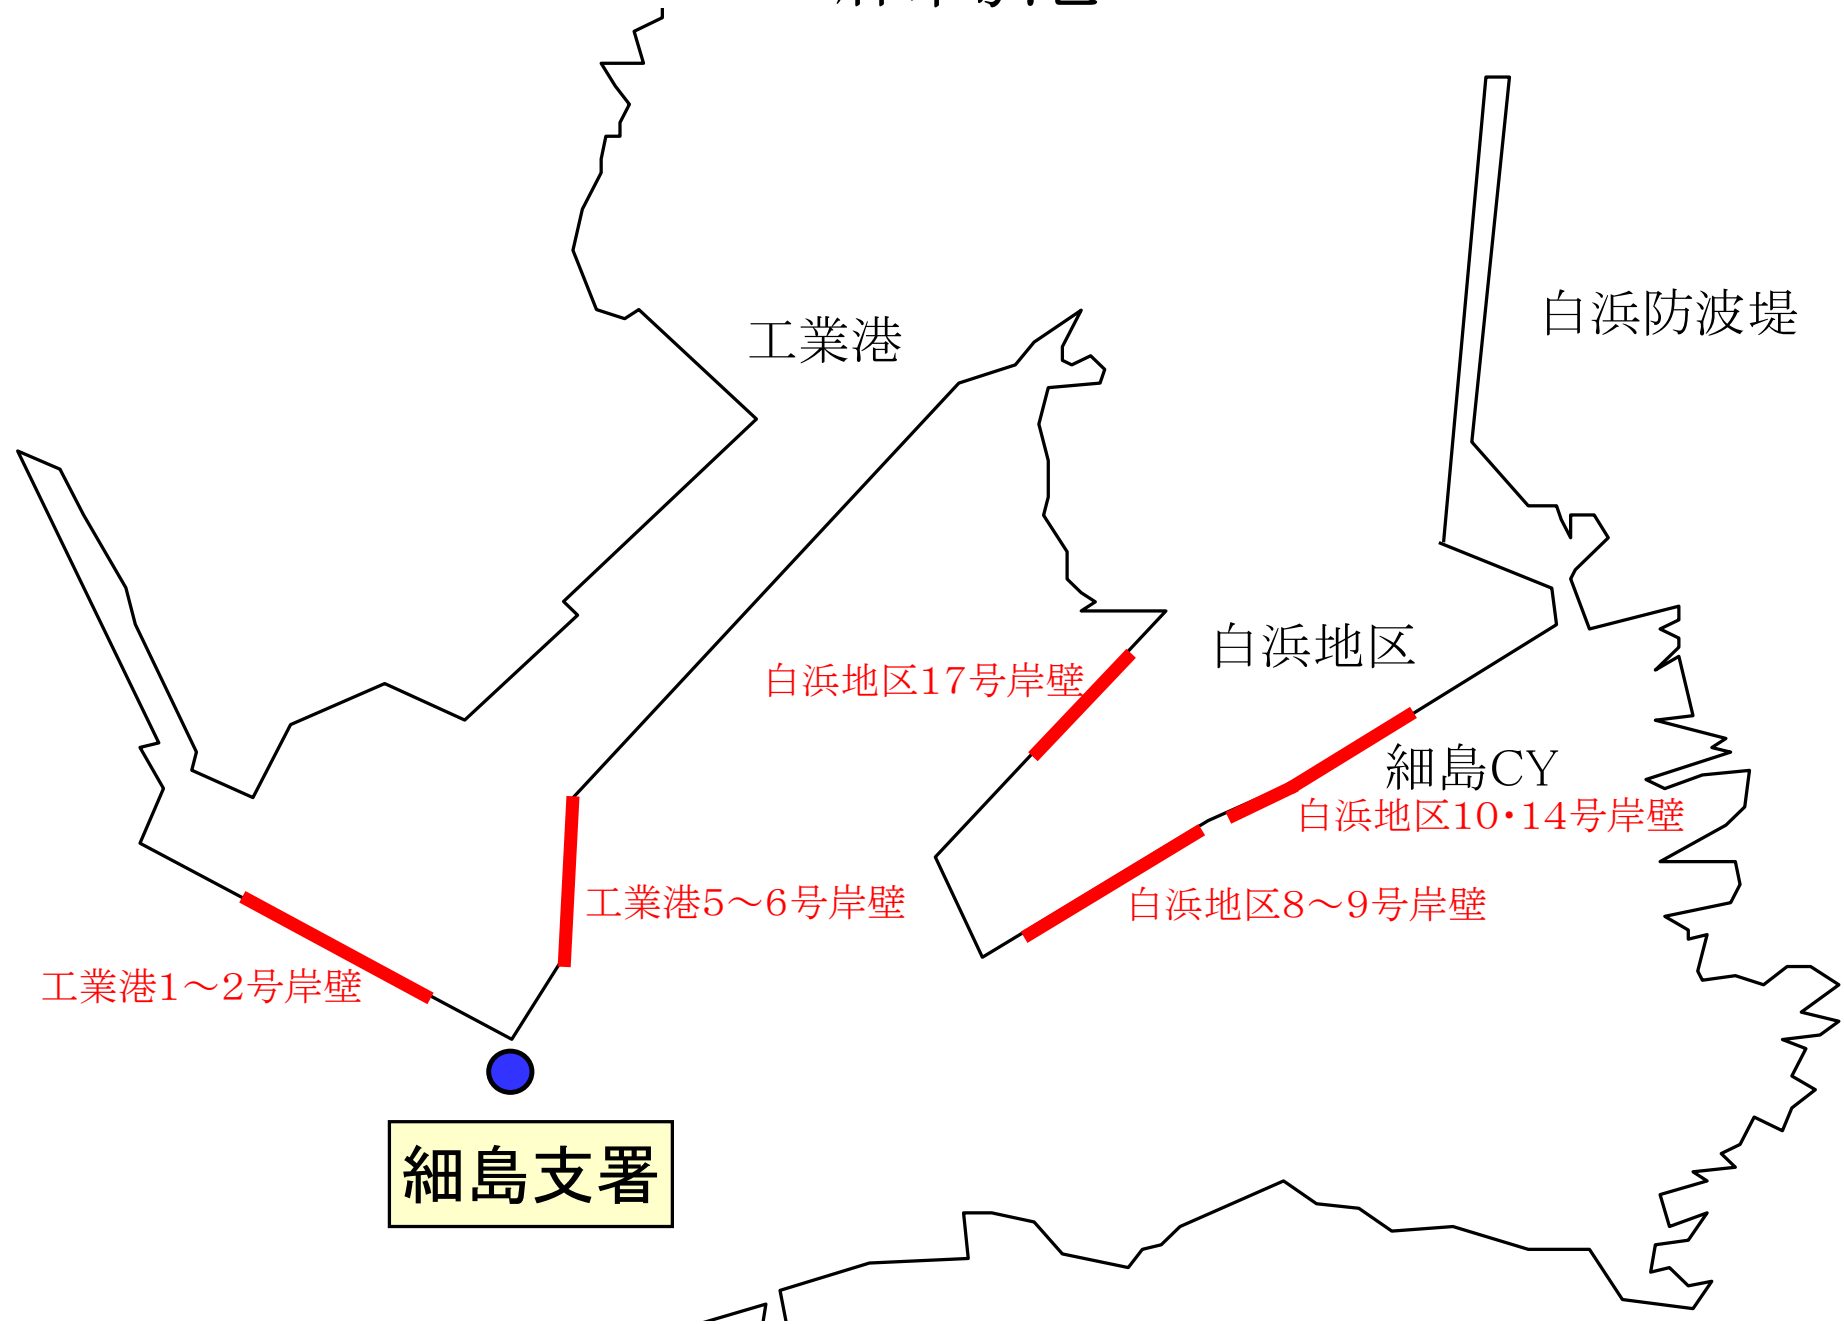 工業港
白浜防波堤
白浜地区
白浜地区17号岸壁
細島CY
白浜地区10・14号岸壁
工業港5～6号岸壁
白浜地区8～9号岸壁
工業港1～2号岸壁
細島支署